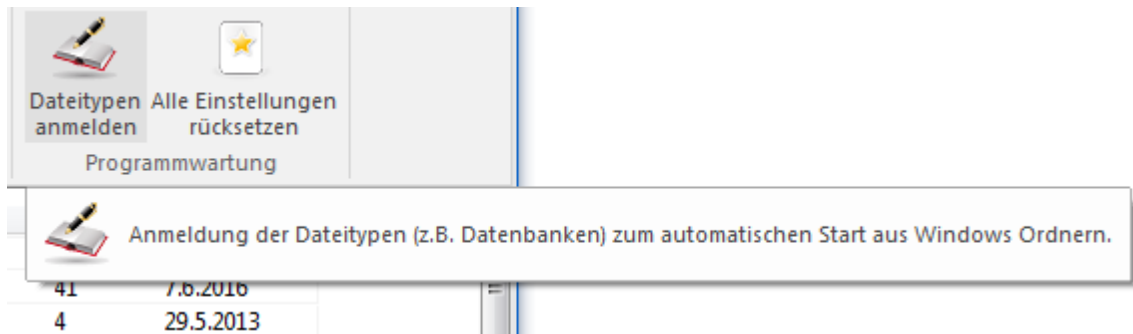 Dateitypen Alle Einstellungen
anmelden rücksetzen
Programmwartung
Anmeldung der Dateitypen (z.B. Datenbanken) zum automatischen Start aus Windows Ordnern.
41 7.6.2016
4 29.5.2013